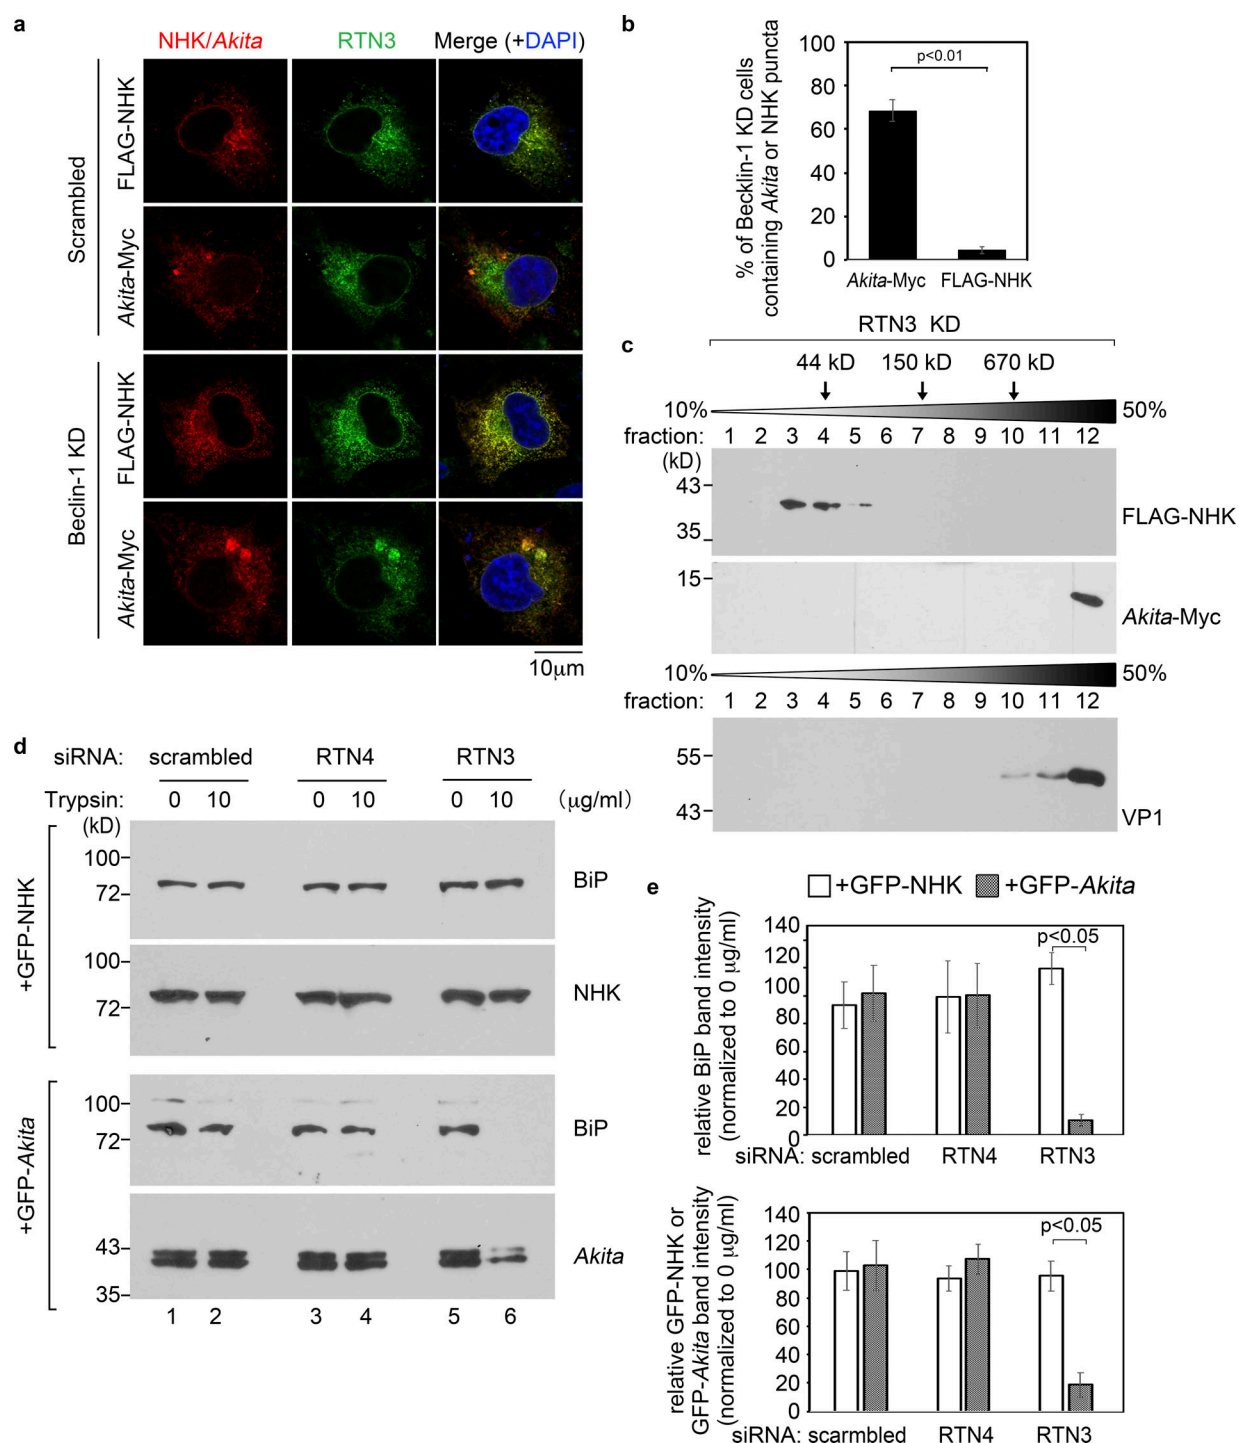 a
NHK/Akita RTN3 Merge (+DAPI)
Scrambled
FLAG-NHK
Akita-Myc
Beclin-1 KD
FLAG-NHK
Akita-Myc
10μm
b
% of Becklin-1 KD cells
containing Akita or NHK puncta
100
80
60
40
20
0
p<0.01
Akita-Myc FLAG-NHK
c
RTN3 KD
44 kD 150 kD 670 kD
10% 50%
fraction: 1 2 3 4 5 6 7 8 9 10 11 12
(kD)
43
35
FLAG-NHK
15
Akita-Myc
10% 50%
fraction: 1 2 3 4 5 6 7 8 9 10 11 12
55
43
VP1
d
siRNA: scrambled RTN4 RTN3
Trypsin: 0 10 0 10 0 10 (μg/ml)
(kD)
+GFP-NHK
100
72
BiP
100
72
NHK
+GFP-Akita
100
72
BiP
43
35
Akita
1 2 3 4 5 6
e
+GFP-NHK +GFP-Akita
relative BiP band intensity
(normalized to 0 μg/ml)
140
120
100
80
60
40
20
0
p<0.05
siRNA: scrambled RTN4 RTN3
relative GFP-NHK or
GFP-Akita band intensity
(normalized to 0 μg/ml)
140
120
100
80
60
40
20
0
p<0.05
siRNA: scarmbled RTN4 RTN3